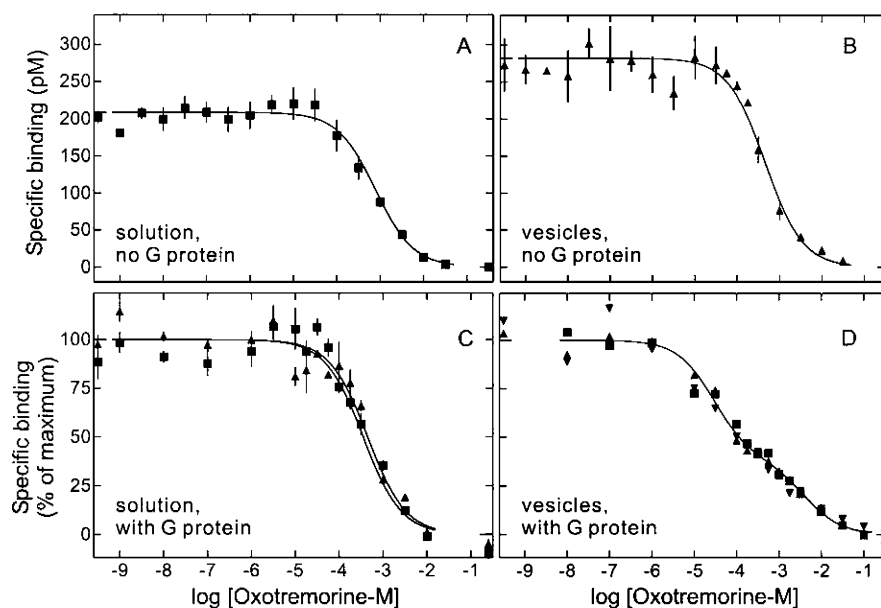 A
300
250
200
150
100
50
0
Specific binding (pM)
solution,
no G protein
B
vesicles,
no G protein
C
100
75
50
25
0
Specific binding
(% of maximum)
solution,
with G protein
-9 -8 -7 -6 -5 -4 -3 -2 -1
log [Oxotremorine-M]
D
vesicles,
with G protein
-9 -8 -7 -6 -5 -4 -3 -2 -1
log [Oxotremorine-M]